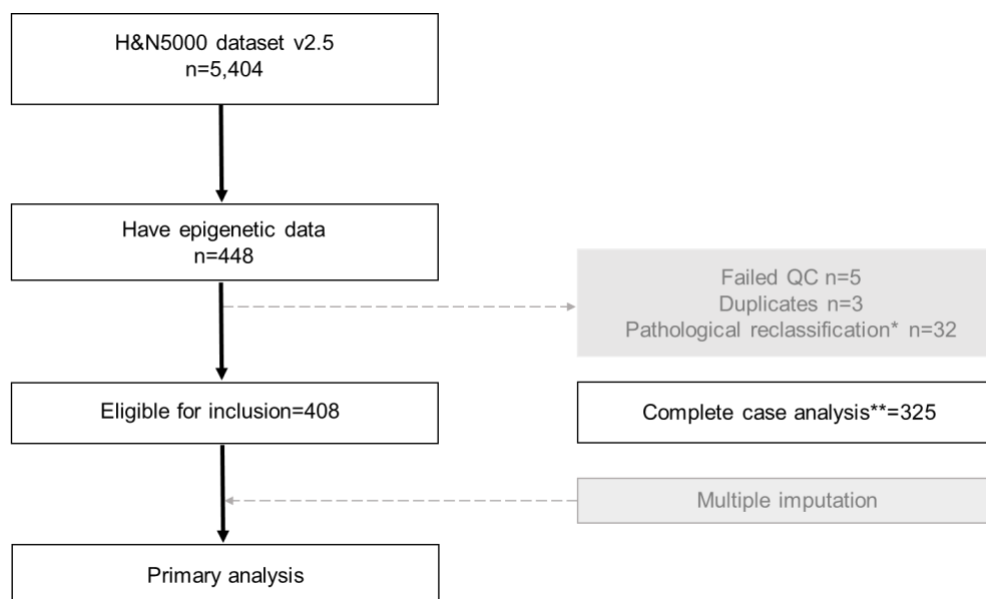 H&N5000 dataset v2.5
n=5,404
Have epigenetic data
n=448
Failed QC n=5
Duplicates n=3
Pathological reclassification* n=32
Eligible for inclusion=408
Complete case analysis**=325
Multiple imputation
Primary analysis